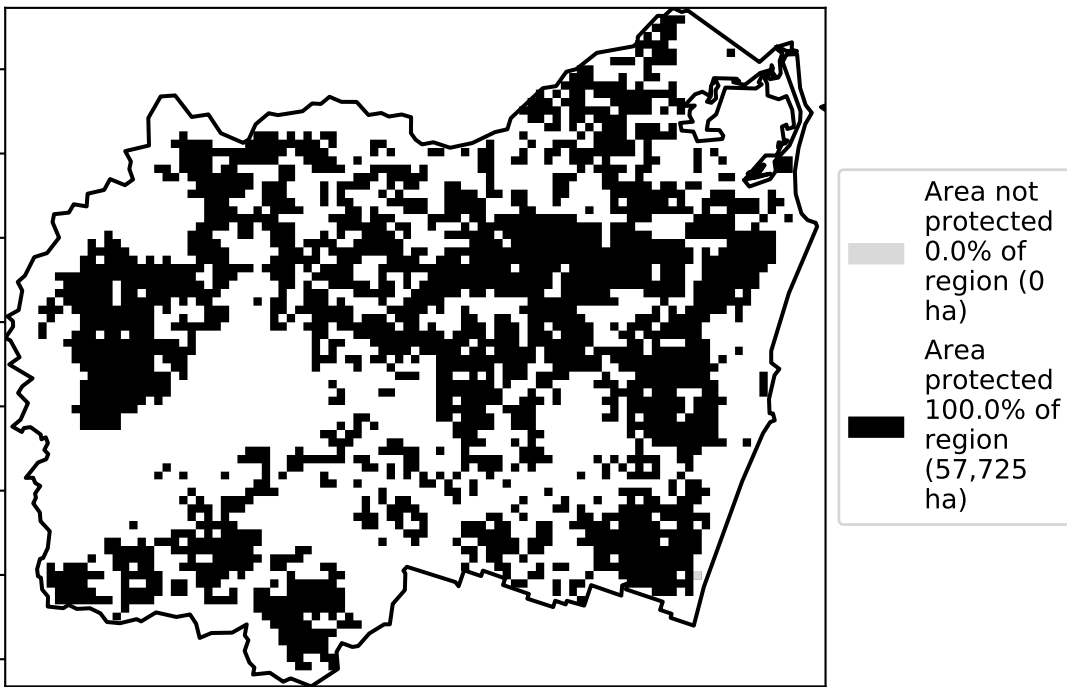 Area not
protected
0.0% of
region (0
ha)
Area
protected
100.0% of
region
(57,725
ha)